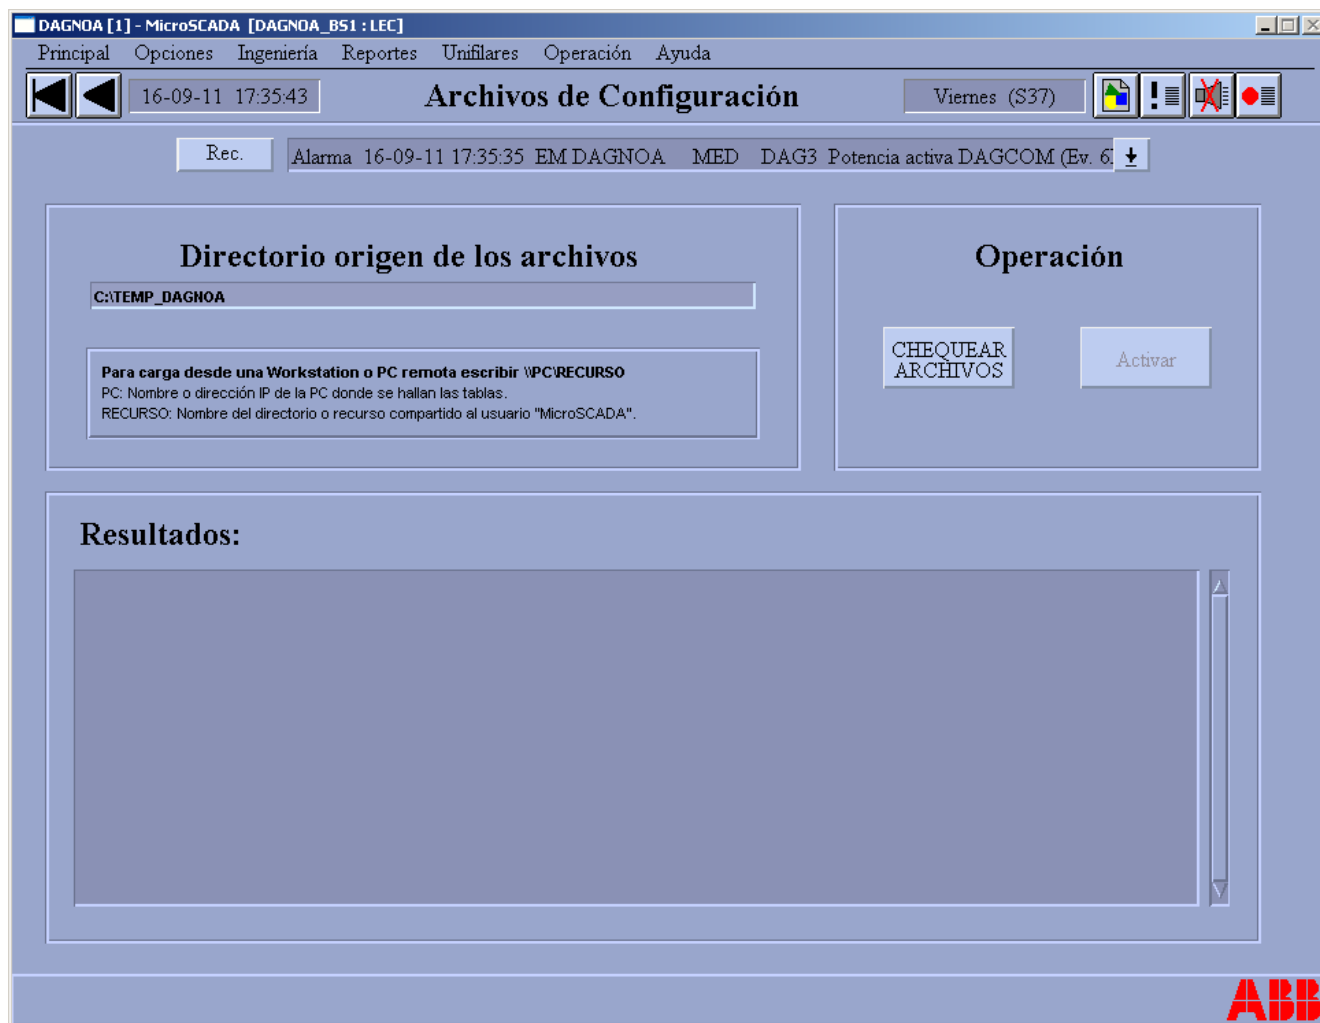 DAGNOA [1] - MicroSCADA [DAGNOA_BS1 : LEC]
Principal Opciones Ingeniería Reportes Unifilares Operación Ayuda
16-09-11 17:35:43 Archivos de Configuración Viernes (S37)
Rec. Alarma 16-09-11 17:35:35 EM DAGNOA MED DAG3 Potencia activa DAGCOM (Ev. 6
Directorio origen de los archivos
C:\TEMP_DAGNOA
Para carga desde una Workstation o PC remota escribir \\PC\RECURSO
PC: Nombre o dirección IP de la PC donde se hallan las tablas.
RECURSO: Nombre del directorio o recurso compartido al usuario "MicroSCADA".
Operación
CHEQUEAR
ARCHIVOS
Activar
Resultados:
ABB